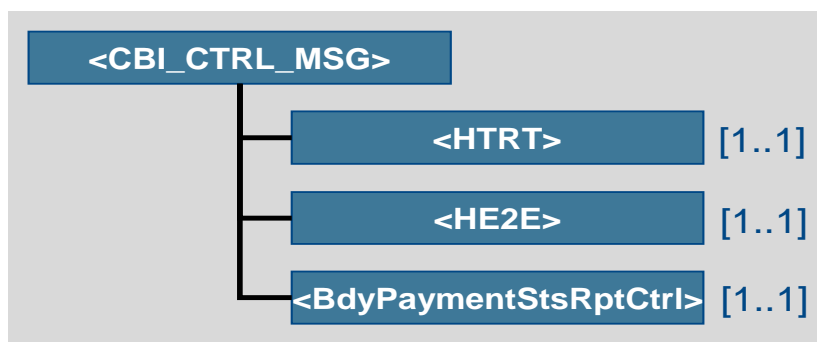 <CBI_CTRL_MSG>
<HTRT> [1..1]
<HE2E> [1..1]
<BdyPaymentStsRptCtrl> [1..1]